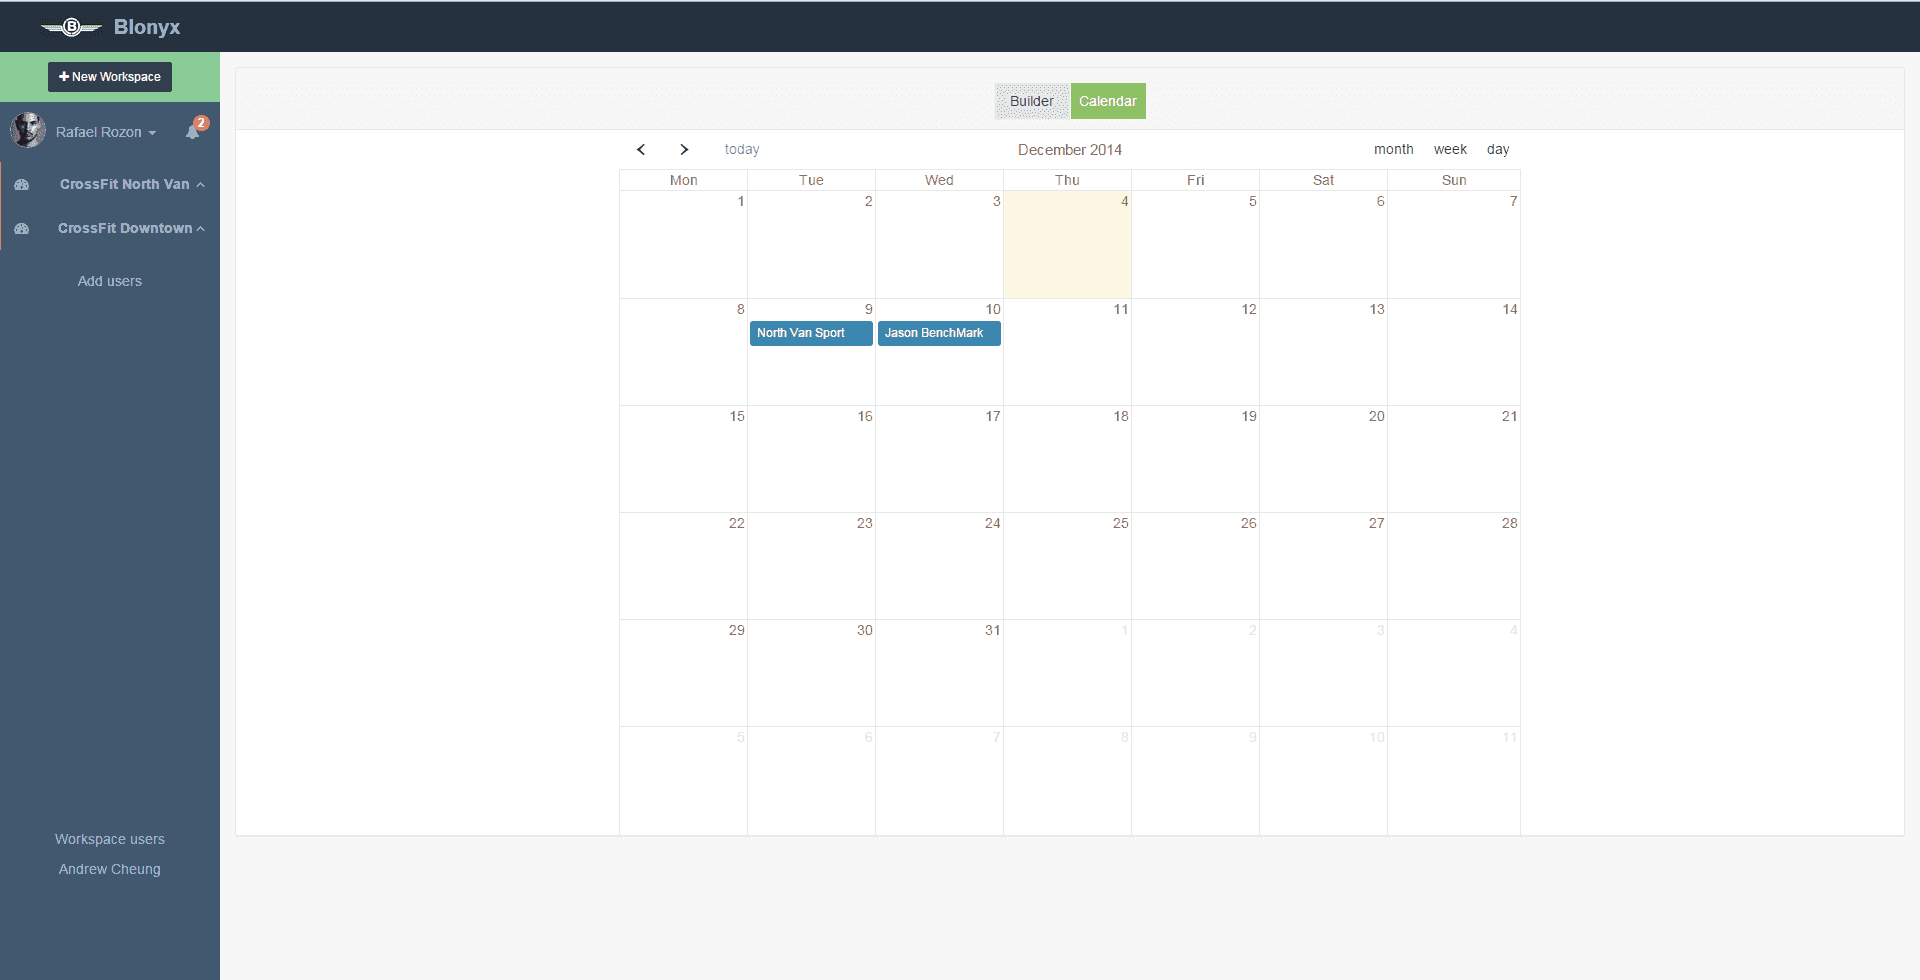 B Blonyx
New Workspace
Rafael Rozon
2
CrossFit North Van
CrossFit Downtown
Add users
Workspace users
Andrew Cheung
Builder Calendar
today December 2014 month week day
Mon Tue Wed Thu Fri Sat Sun
1 2 3 4 5 6 7
8 9 10 11 12 13 14
North Van Sport Jason BenchMark
15 16 17 18 19 20 21
22 23 24 25 26 27 28
29 30 31 1 2 3 4
5 6 7 8 9 10 11